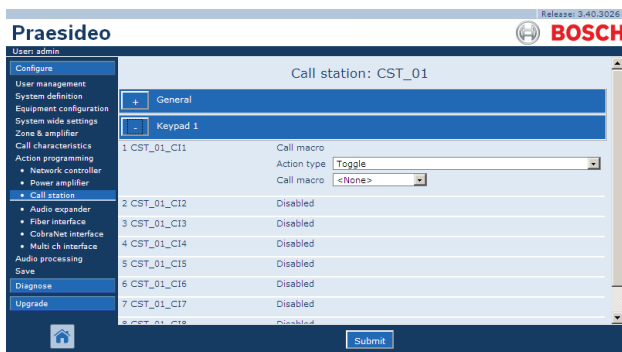 Release: 3.40.3026
Praesideo
BOSCH
User: admin
Configure
User management
System definition
Equipment configuration
System wide settings
Zone & amplifier
Call characteristics
Action programming
• Network controller
• Power amplifier
• Call station
• Audio expander
• Fiber interface
• CobraNet interface
• Multi ch interface
Audio processing
Save
Diagnose
Upgrade
Call station: CST_01
+ General
- Keypad 1
1 CST_01_CI1 Call macro
Action type Toggle
Call macro <None>
2 CST_01_CI2 Disabled
3 CST_01_CI3 Disabled
4 CST_01_CI4 Disabled
5 CST_01_CI5 Disabled
6 CST_01_CI6 Disabled
7 CST_01_CI7 Disabled
8 CST_01_CI8 Disabled
Submit